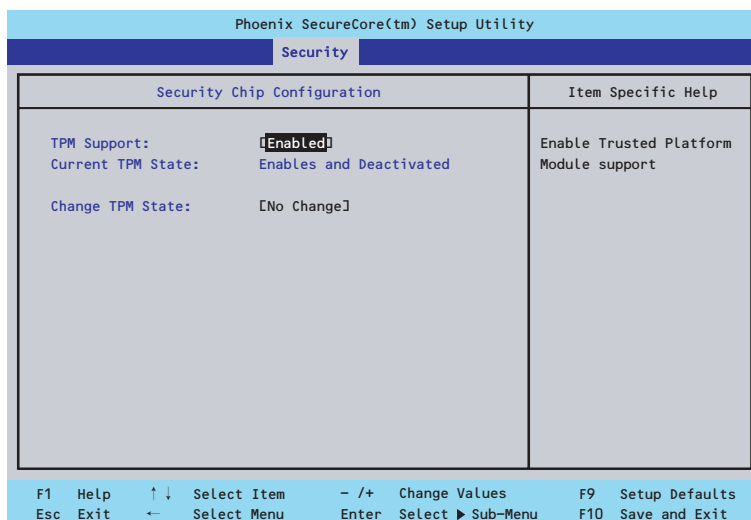 Phoenix SecureCore(tm) Setup Utility
Security
Security Chip Configuration
Item Specific Help
TPM Support: [Enabled]
Current TPM State: Enables and Deactivated
Change TPM State: [No Change]
Enable Trusted Platform
Module support
F1 Help ↑↓ Select Item - /+ Change Values F9 Setup Defaults
Esc Exit ← Select Menu Enter Select ▶ Sub-Menu F10 Save and Exit